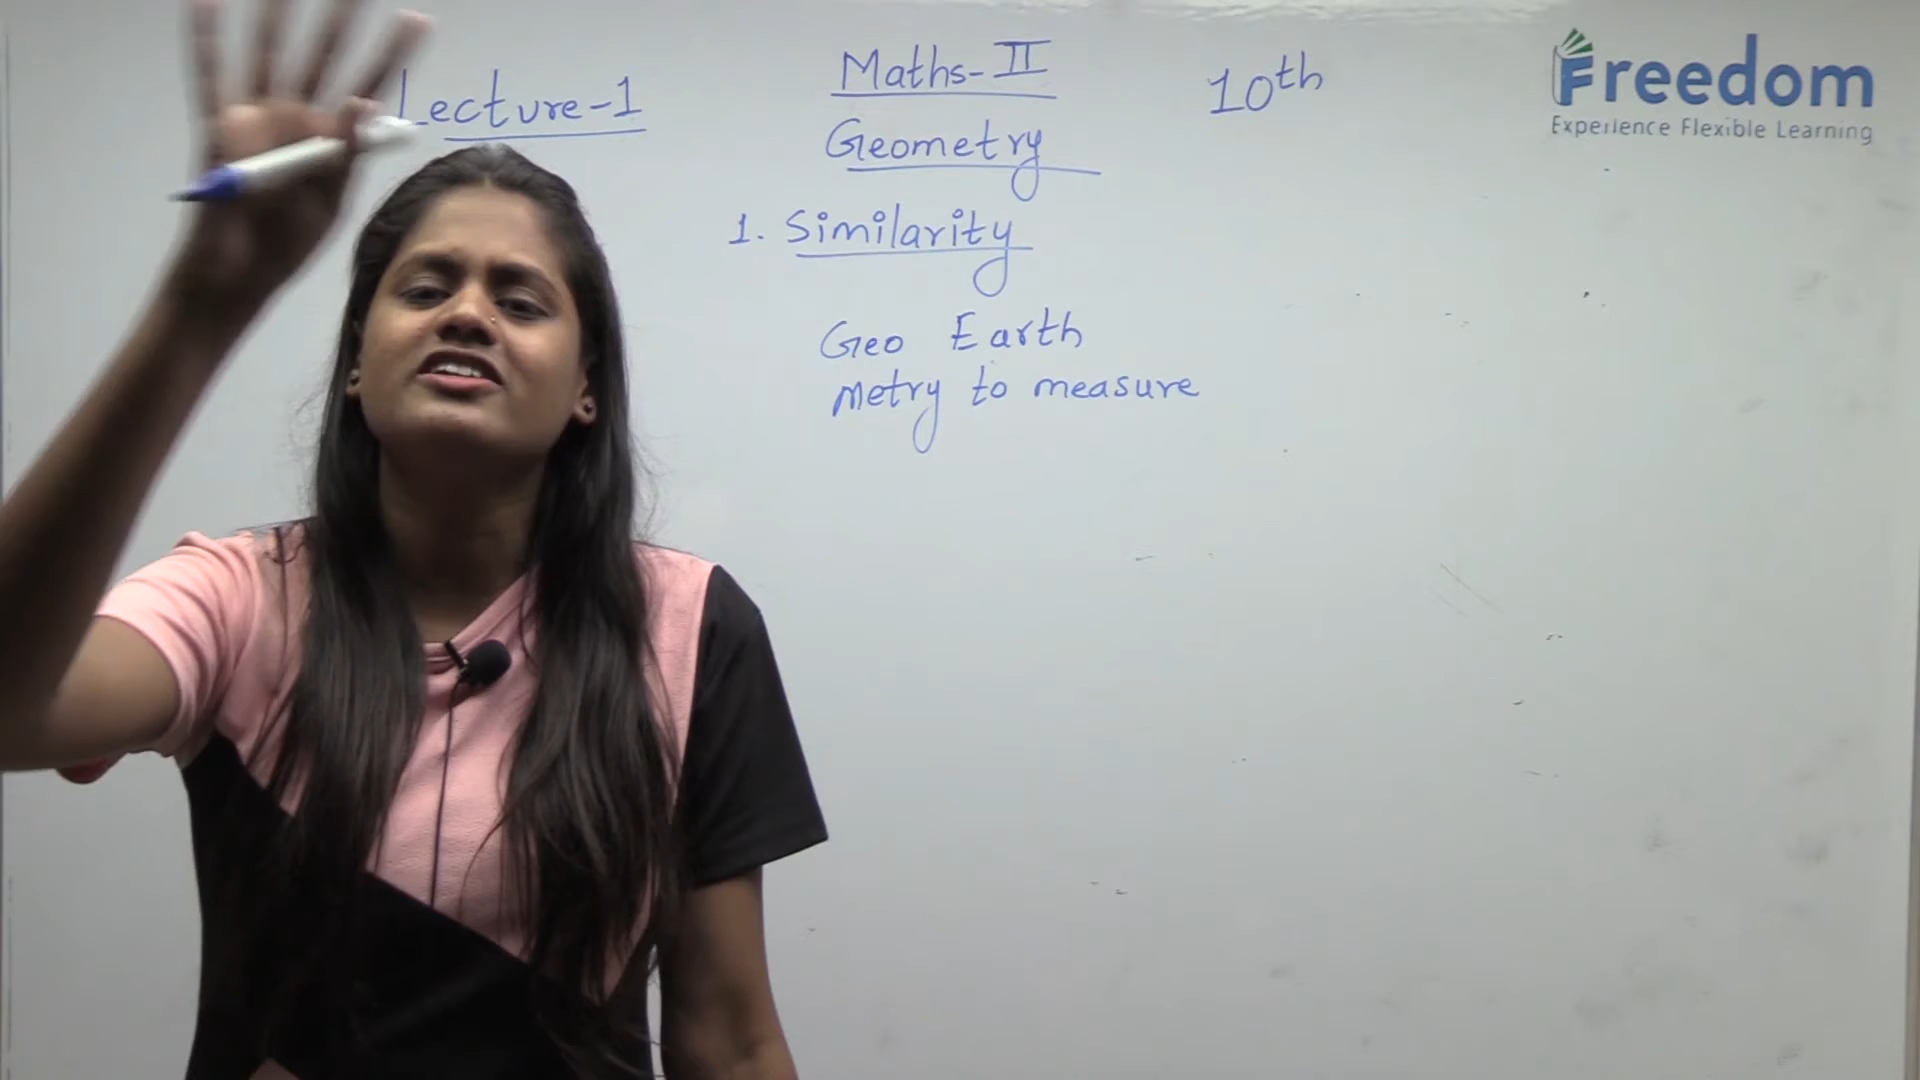 Lecture-1
Maths-II
10th
Freedom
Experience Flexible Learning
Geometry
1. Similarity
Geo Earth
metry to measure